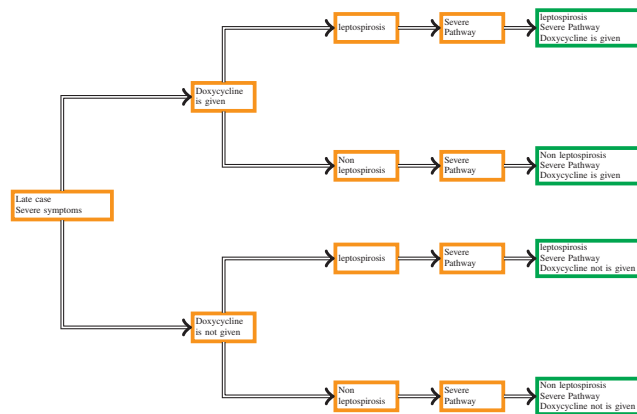 leptospirosis
Severe
Pathway
leptospirosis
Severe Pathway
Doxycycline is given
Doxycycline
is given
Non
leptospirosis
Severe
Pathway
Non leptospirosis
Severe Pathway
Doxycycline is given
Late case
Severe symptoms
leptospirosis
Severe
Pathway
leptospirosis
Severe Pathway
Doxycycline not is given
Doxycycline
is not given
Non
leptospirosis
Severe
Pathway
Non leptospirosis
Severe Pathway
Doxycycline not is given